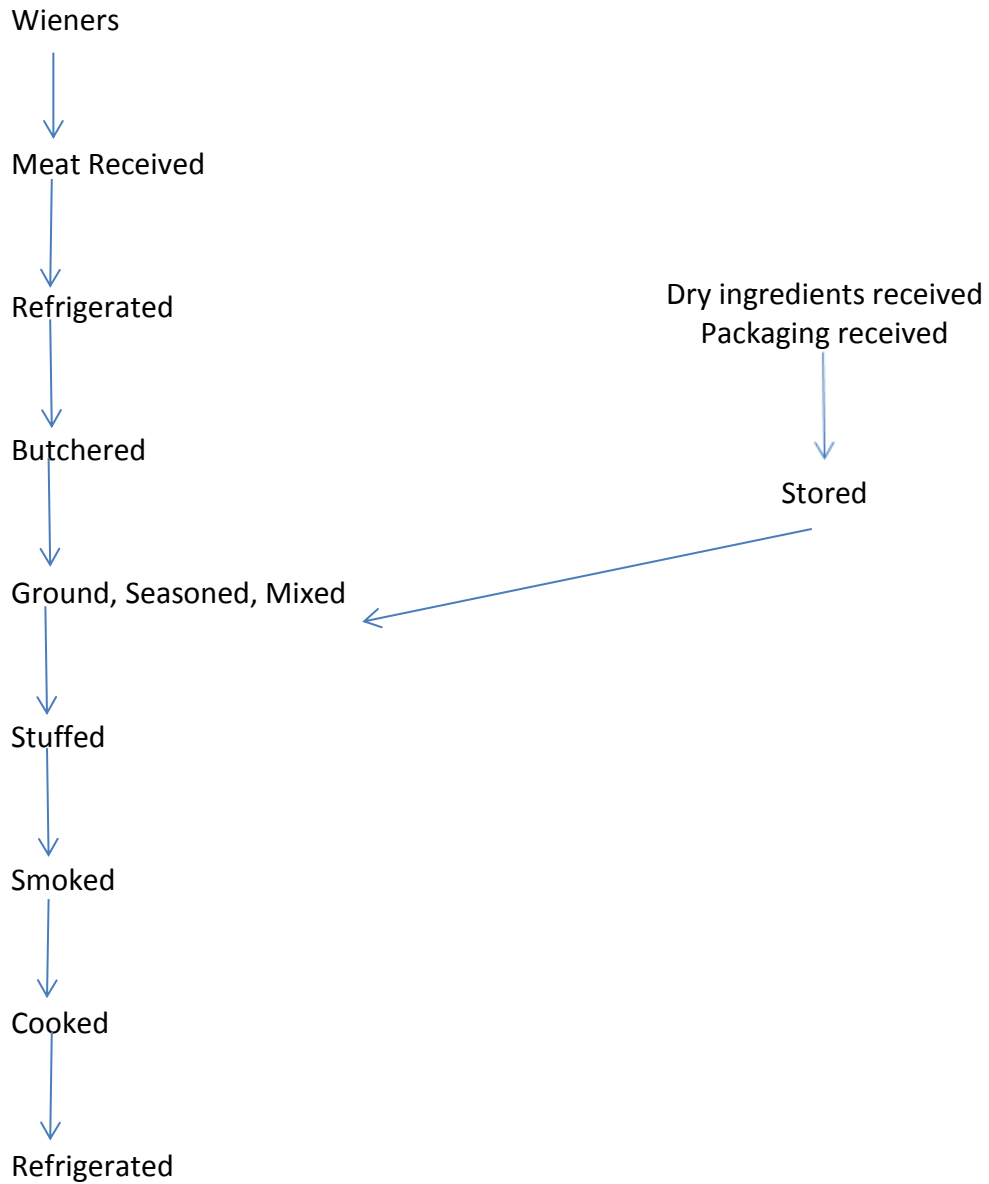 Wieners
Meat Received
Refrigerated
Dry ingredients received
Packaging received
Butchered
Stored
Ground, Seasoned, Mixed
Stuffed
Smoked
Cooked
Refrigerated